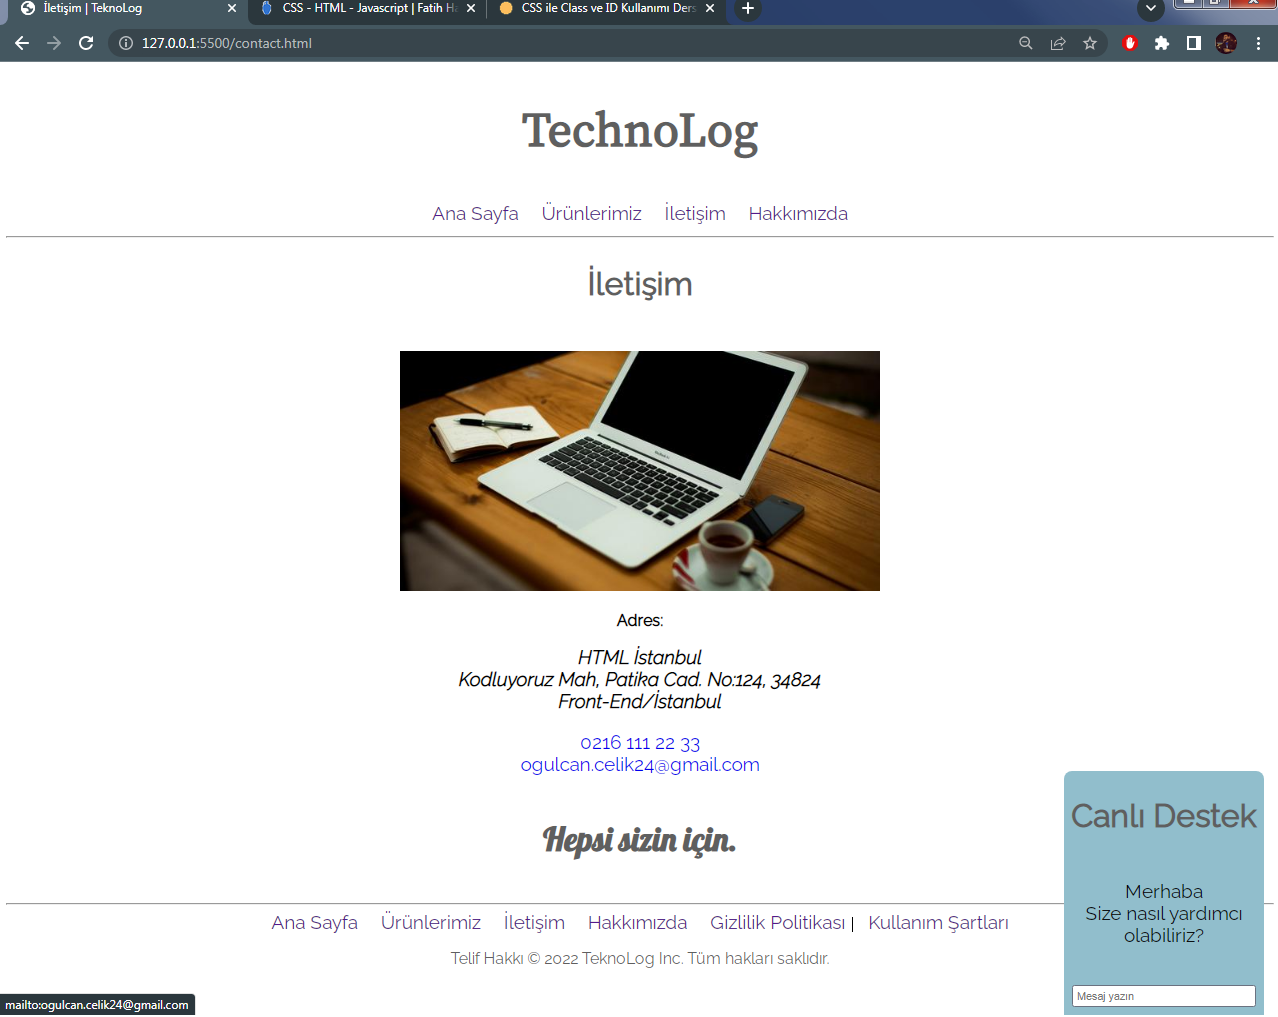 İletişim | TeknoLog
CSS - HTML - Javascript | Fatih Ha
CSS ile Class ve ID Kullanımı Ders
127.0.0.1:5500/contact.html
TechnoLog
Ana Sayfa Ürünlerimiz İletişim Hakkımızda
İletişim
Adres:
HTML İstanbul
Kodluyoruz Mah, Patika Cad. No:124, 34824
Front-End/İstanbul
0216 111 22 33
ogulcan.celik24@gmail.com
Hepsi sizin için.
Canlı Destek
Merhaba
Size nasıl yardımcı
olabiliriz?
Mesaj yazın
Ana Sayfa Ürünlerimiz İletişim Hakkımızda Gizlilik Politikası | Kullanım Şartları
Telif Hakkı © 2022 TeknoLog Inc. Tüm hakları saklıdır.
mailto:ogulcan.celik24@gmail.com